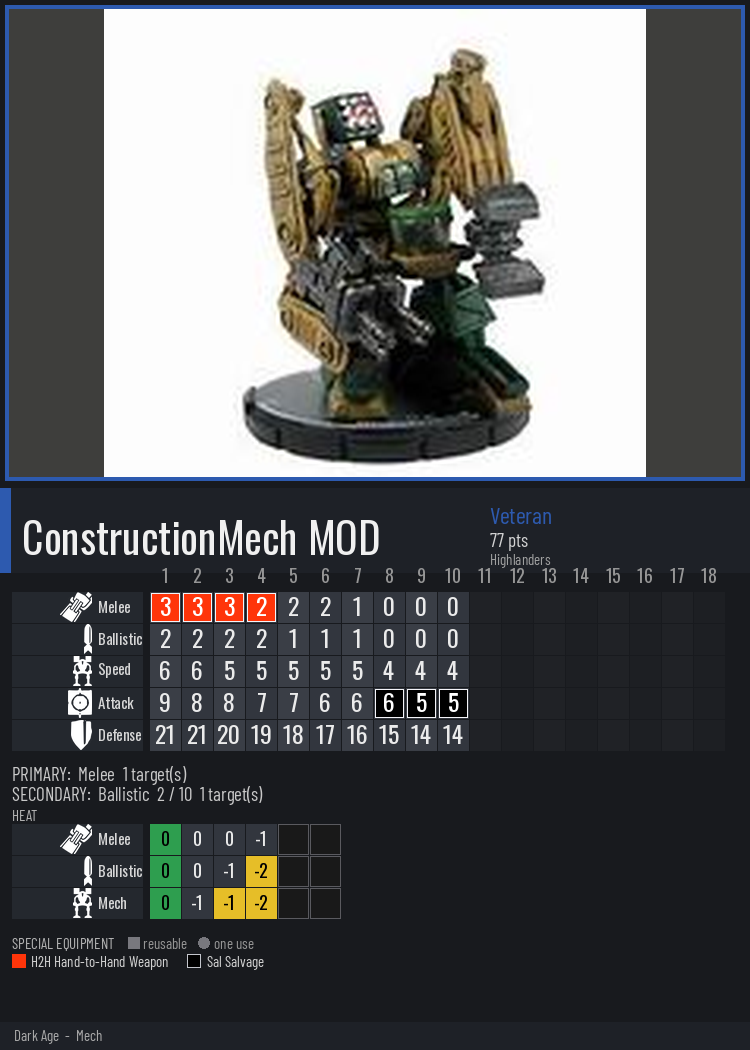 ConstructionMech MOD
Veteran
77 pts
Highlanders
1 2 3 4 5 6 7 8 9 10 11 12 13 14 15 16 17 18
Melee 3 3 3 2 2 2 1 0 0 0
Ballistic 2 2 2 2 1 1 1 0 0 0
Speed 6 6 5 5 5 5 5 4 4 4
Attack 9 8 8 7 7 6 6 6 5 5
Defense 21 21 20 19 18 17 16 15 14 14
PRIMARY: Melee 1 target(s)
SECONDARY: Ballistic 2 / 10 1 target(s)
HEAT
Melee 0 0 0 -1
Ballistic 0 0 -1 -2
Mech 0 -1 -1 -2
SPECIAL EQUIPMENT reusable one use
H2H Hand-to-Hand Weapon Sal Salvage
Dark Age - Mech